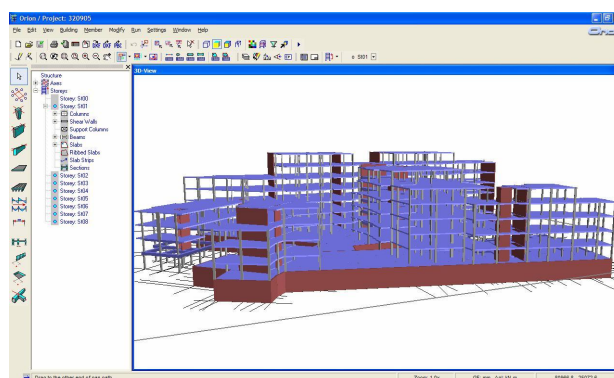 Orion / Project: 320905
File Edit View Building Member Modify Run Settings Window Help
St01
3D-View
Structure
Axes
Storeys
Storey: St00
Storey: St01
Columns
Shear Walls
Support Columns
Beams
Slabs
Ribbed Slabs
Slab Strips
Sections
Storey: St02
Storey: St03
Storey: St04
Storey: St05
Storey: St06
Storey: St07
Storey: St08